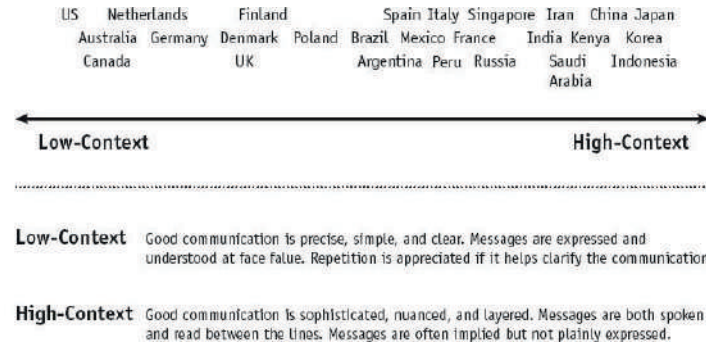 US Netherlands Finland Spain Italy Singapore Iran China Japan
Australia Germany Denmark Poland Brazil Mexico France India Kenya Korea
Canada UK Argentina Peru Russia Saudi Indonesia
Arabia
Low-Context High-Context
Low-Context Good communication is precise, simple, and clear. Messages are expressed and
understood at face falue. Repetition is appreciated if it helps clarify the communication
High-Context Good communication is sophisticated, nuanced, and layered. Messages are both spoken
and read between the lines. Messages are often implied but not plainly expressed.